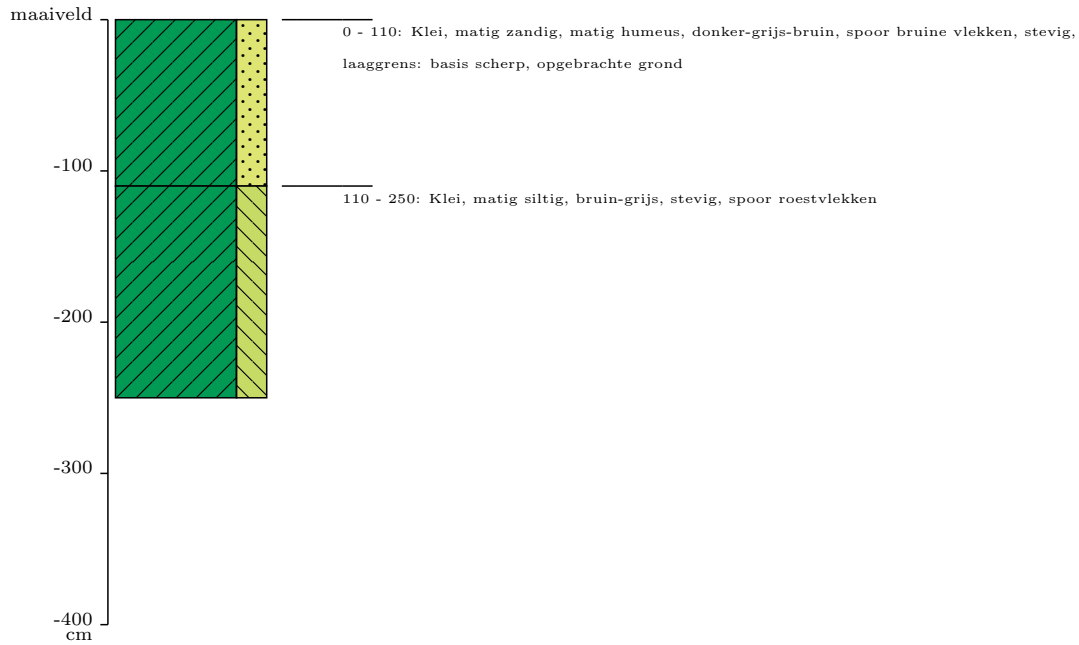 maaiveld
0 - 110: Klei, matig zandig, matig humeus, donker-grijs-bruin, spoor bruine vlekken, stevig,
laaggrens: basis scherp, opgebrachte grond
-100
110 - 250: Klei, matig siltig, bruin-grijs, stevig, spoor roestvlekken
-200
-300
-400
cm